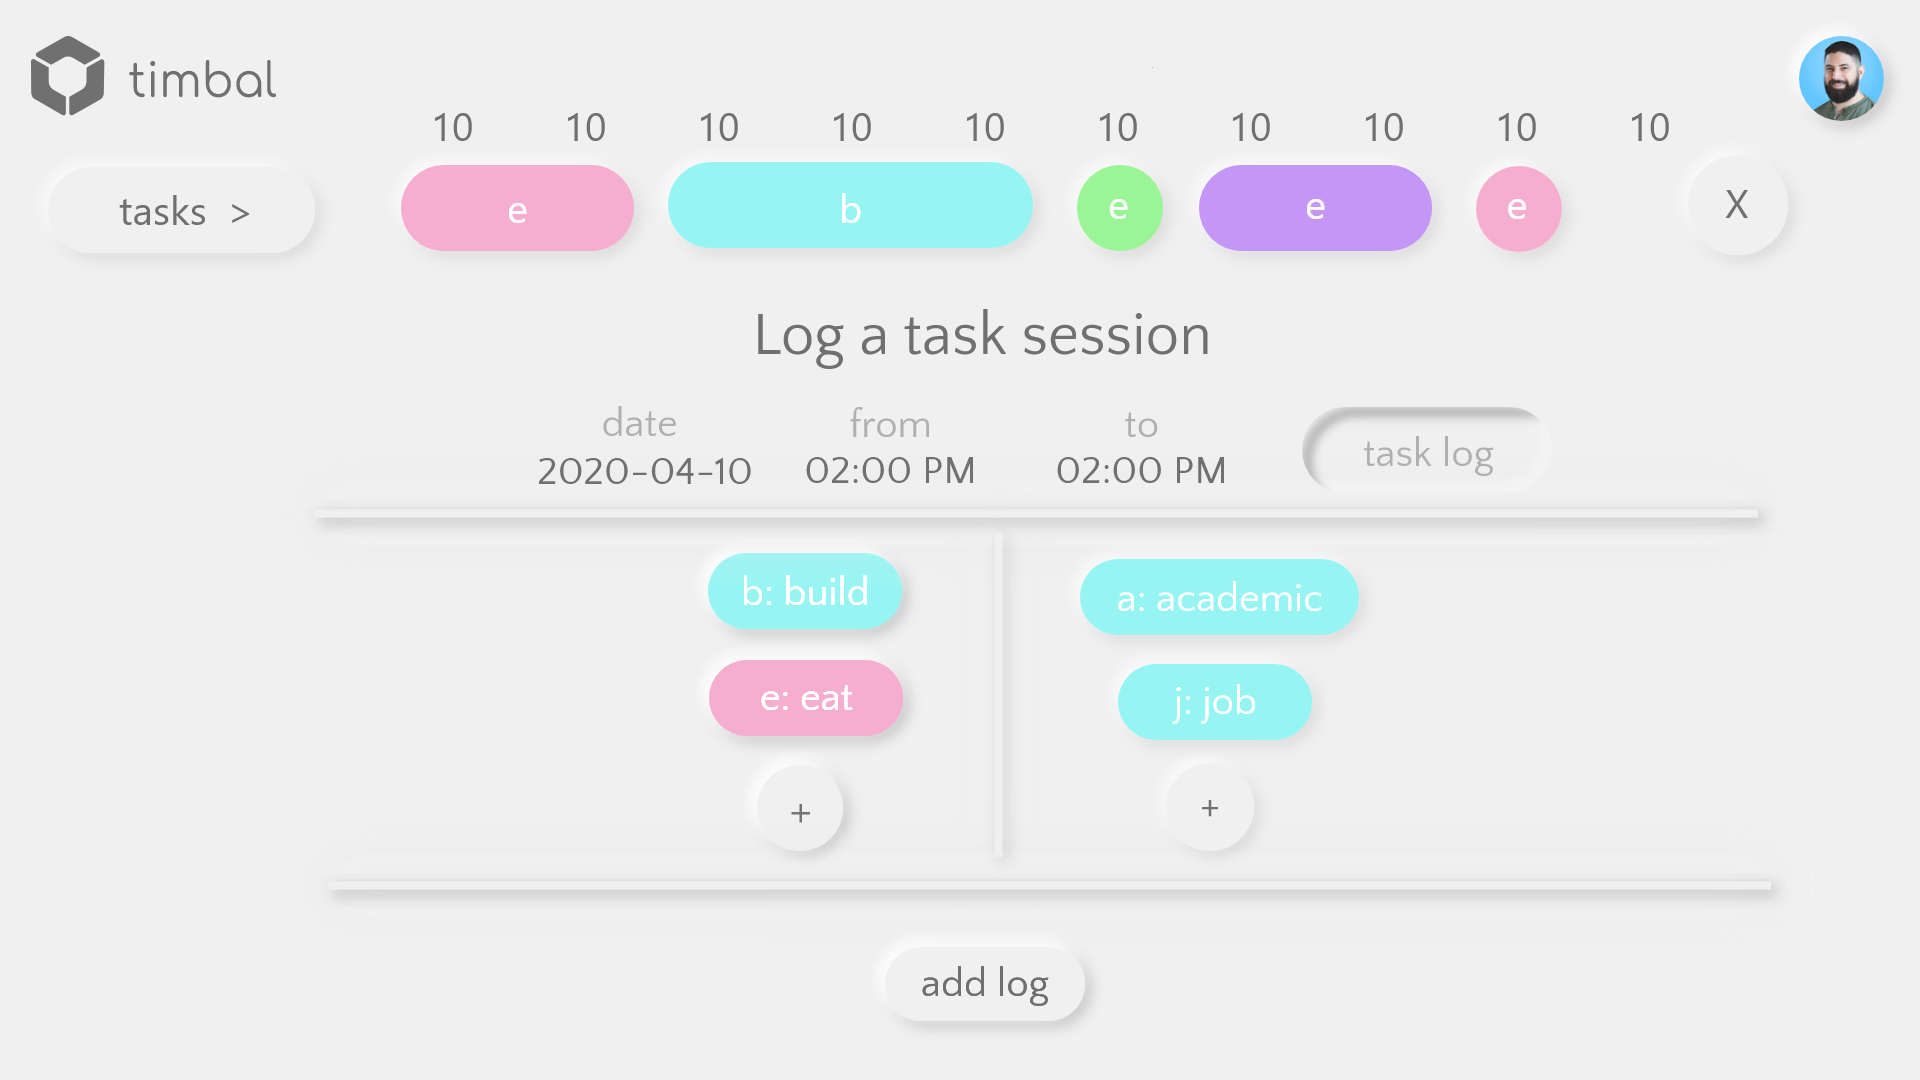 timbal
10 10 10 10 10 10 10 10 10 10
tasks > e b e e e X
Log a task session
date from to
2020-04-10 02:00 PM 02:00 PM task log
b: build a: academic
e: eat j: job
+ +
add log